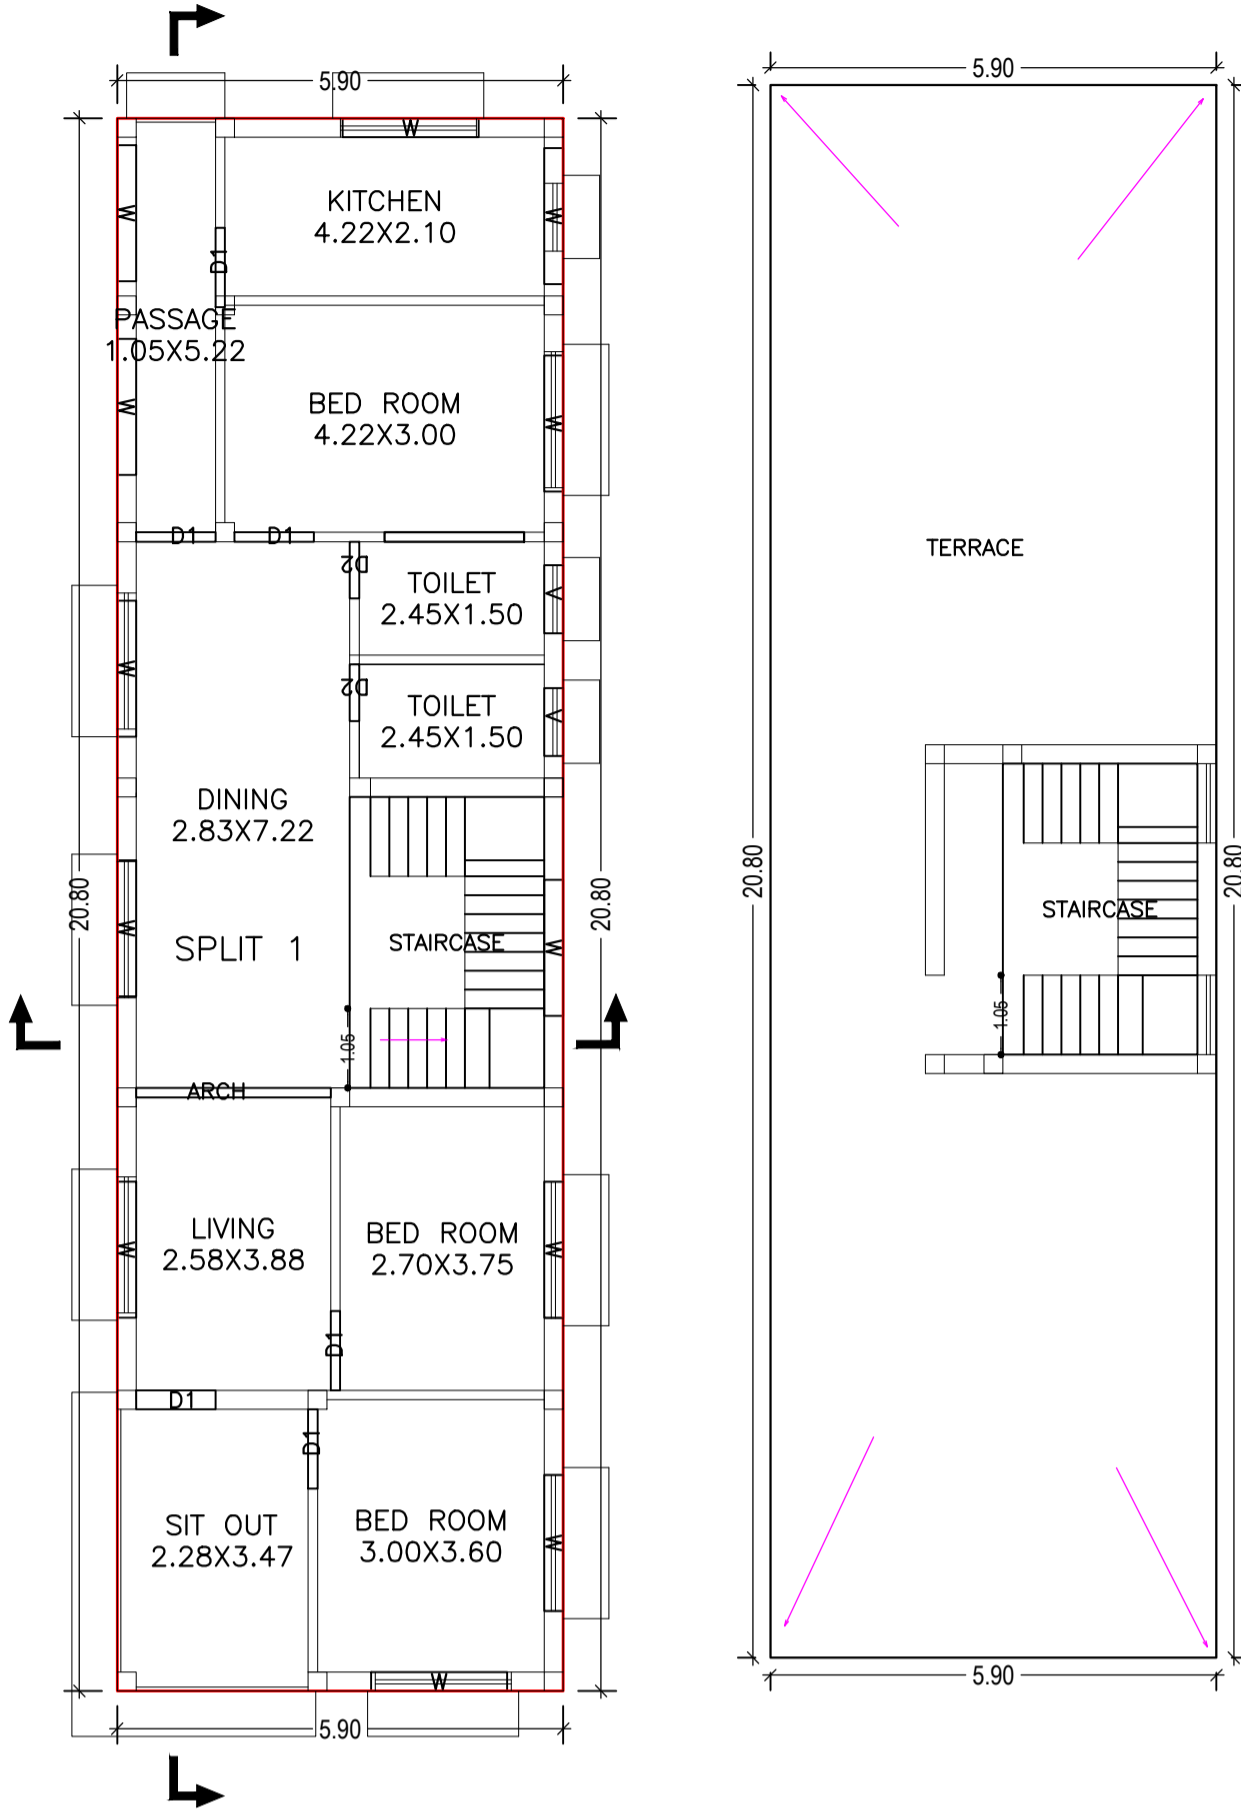 5.90
W
KITCHEN
4.22X2.10
W
W
D1
PASSAGE
1.05X5.22
BED ROOM
4.22X3.00
W
W
D1
D1
D2
TOILET
2.45X1.50
V
W
D2
TOILET
2.45X1.50
V
DINING
2.83X7.22
20.80
20.80
W
SPLIT 1
STAIRCASE
W
1.05
ARCH
LIVING
2.58X3.88
W
BED ROOM
2.70X3.75
W
D1
D1
D1
SIT OUT
2.28X3.47
BED ROOM
3.00X3.60
W
W
5.90
5.90
TERRACE
20.80
20.80
STAIRCASE
1.05
5.90